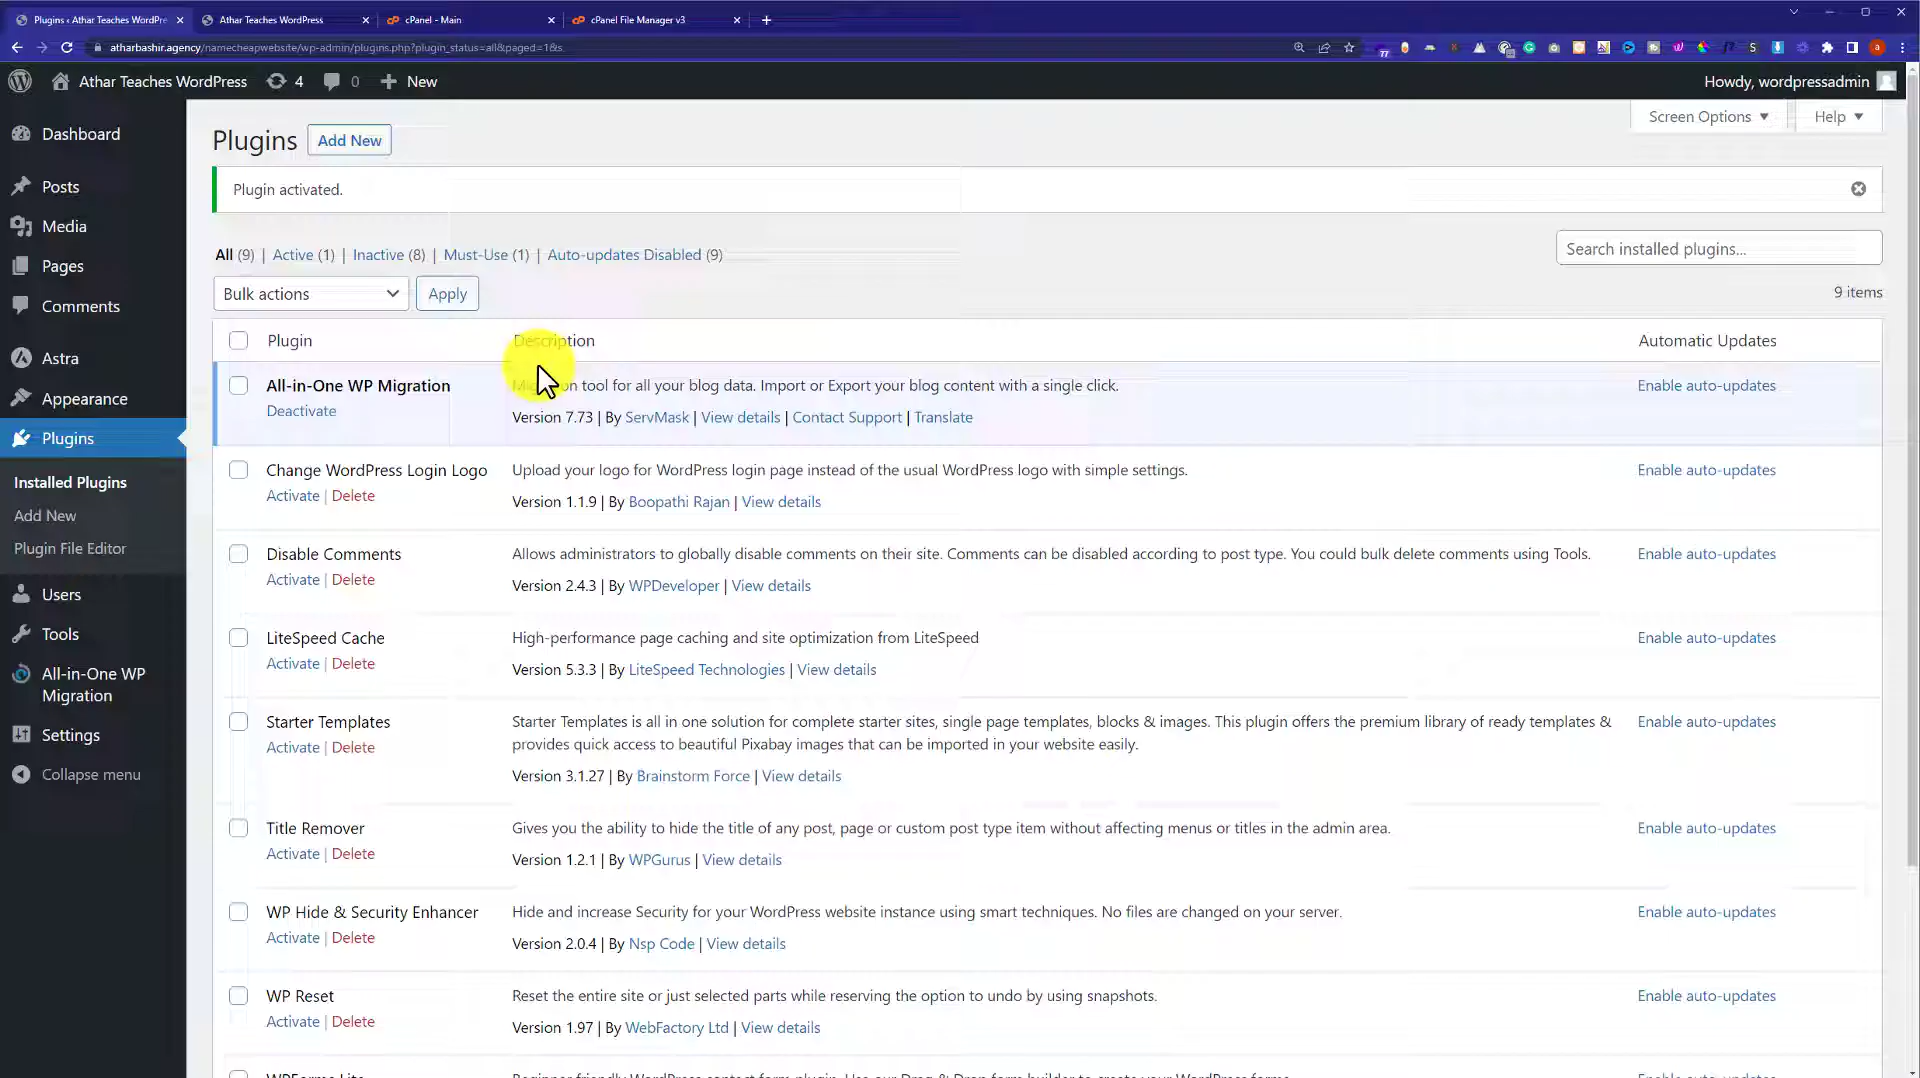 Plugins ‹ Athar Teaches WordPre
Athar Teaches WordPress
cPanel - Main
cPanel File Manager v3
atharbashir.agency/namecheapwebsite/wp-admin/plugins.php?plugin_status=all&paged=1&s
Athar Teaches WordPress
4
0
New
Howdy, wordpressadmin
Screen Options
Help
Dashboard
Posts
Media
Pages
Comments
Astra
Appearance
Plugins
Installed Plugins
Add New
Plugin File Editor
Users
Tools
All-in-One WP
Migration
Settings
Collapse menu
Plugins
Add New
Plugin activated.
All (9) | Active (1) | Inactive (8) | Must-Use (1) | Auto-updates Disabled (9)
Search installed plugins...
Bulk actions
Apply
9 items
Plugin
Description
Automatic Updates
All-in-One WP Migration
Deactivate
tool for all your blog data. Import or Export your blog content with a single click.
Version 7.73 | By ServMask | View details | Contact Support | Translate
Enable auto-updates
Change WordPress Login Logo
Activate | Delete
Upload your logo for WordPress login page instead of the usual WordPress logo with simple settings.
Version 1.1.9 | By Boopathi Rajan | View details
Enable auto-updates
Disable Comments
Activate | Delete
Allows administrators to globally disable comments on their site. Comments can be disabled according to post type. You could bulk delete comments using Tools.
Version 2.4.3 | By WPDeveloper | View details
Enable auto-updates
LiteSpeed Cache
Activate | Delete
High-performance page caching and site optimization from LiteSpeed
Version 5.3.3 | By LiteSpeed Technologies | View details
Enable auto-updates
Starter Templates
Activate | Delete
Starter Templates is all in one solution for complete starter sites, single page templates, blocks & images. This plugin offers the premium library of ready templates &
provides quick access to beautiful Pixabay images that can be imported in your website easily.
Version 3.1.27 | By Brainstorm Force | View details
Enable auto-updates
Title Remover
Activate | Delete
Gives you the ability to hide the title of any post, page or custom post type item without affecting menus or titles in the admin area.
Version 1.2.1 | By WPGurus | View details
Enable auto-updates
WP Hide & Security Enhancer
Activate | Delete
Hide and increase Security for your WordPress website instance using smart techniques. No files are changed on your server.
Version 2.0.4 | By Nsp Code | View details
Enable auto-updates
WP Reset
Activate | Delete
Reset the entire site or just selected parts while reserving the option to undo by using snapshots.
Version 1.97 | By WebFactory Ltd | View details
Enable auto-updates